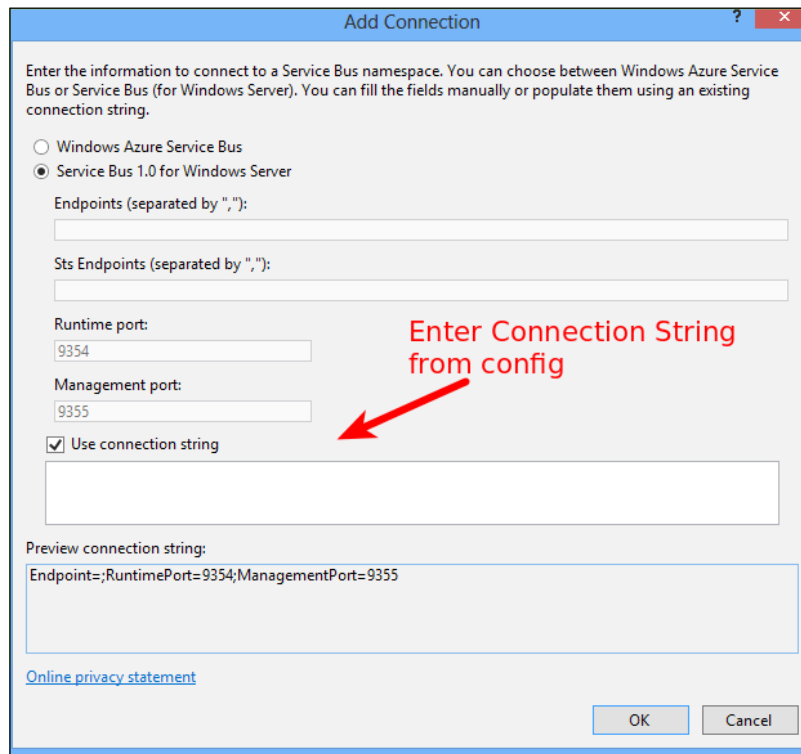 Add Connection
?
Enter the information to connect to a Service Bus namespace. You can choose between Windows Azure Service
Bus or Service Bus (for Windows Server). You can fill the fields manually or populate them using an existing
connection string.
Windows Azure Service Bus
Service Bus 1.0 for Windows Server
Endpoints (separated by ","):
Sts Endpoints (separated by ","):
Runtime port:
9354
Enter Connection String
from config
Management port:
9355
Use connection string
Preview connection string:
Endpoint=;RuntimePort=9354;ManagementPort=9355
Online privacy statement
OK
Cancel